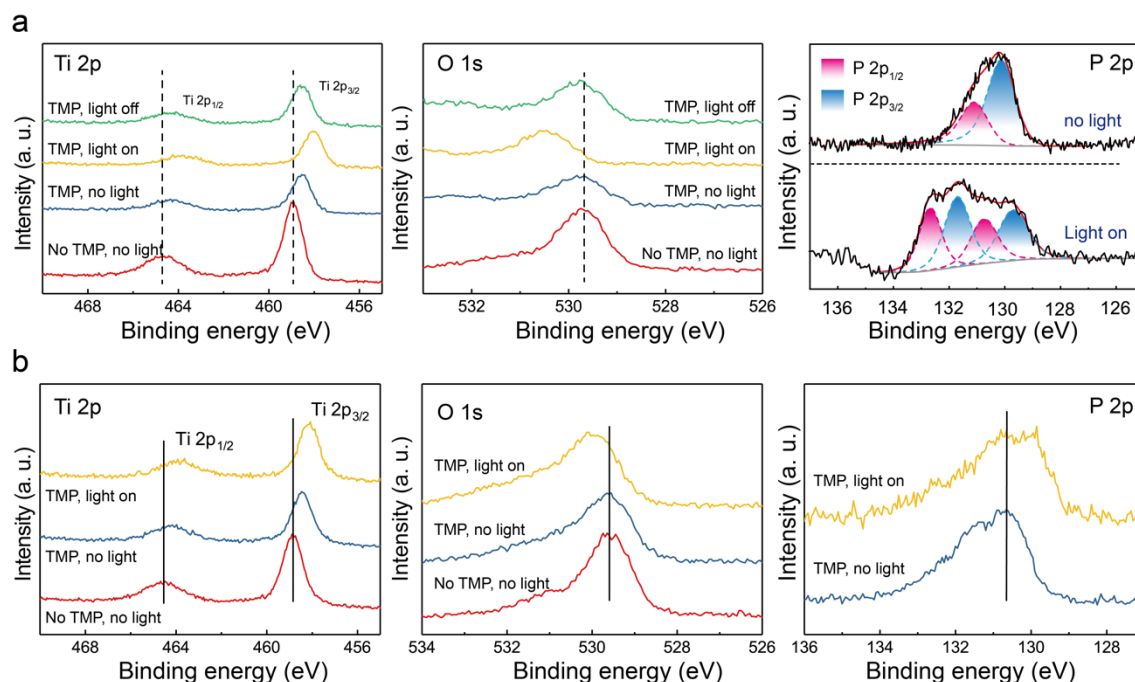 a
Ti 2p
Ti 2p1/2
Ti 2p3/2
TMP, light off
TMP, light on
TMP, no light
No TMP, no light
Intensity (a. u.)
468 464 460 456
Binding energy (eV)
O 1s
TMP, light off
TMP, light on
TMP, no light
No TMP, no light
Intensity (a. u.)
532 530 528 526
Binding energy (eV)
P 2p1/2
P 2p3/2
P 2p
no light
Light on
Intensity (a. u.)
136 134 132 130 128 126
Binding energy (eV)
b
Ti 2p
Ti 2p3/2
Ti 2p1/2
TMP, light on
TMP, no light
No TMP, no light
Intensity (a. u.)
468 464 460 456
Binding energy (eV)
O 1s
TMP, light on
TMP, no light
No TMP, no light
Intensity (a. u.)
534 532 530 528 526
Binding energy (eV)
P 2p
TMP, light on
TMP, no light
Intensity (a. u.)
136 134 132 130 128
Binding energy (eV)